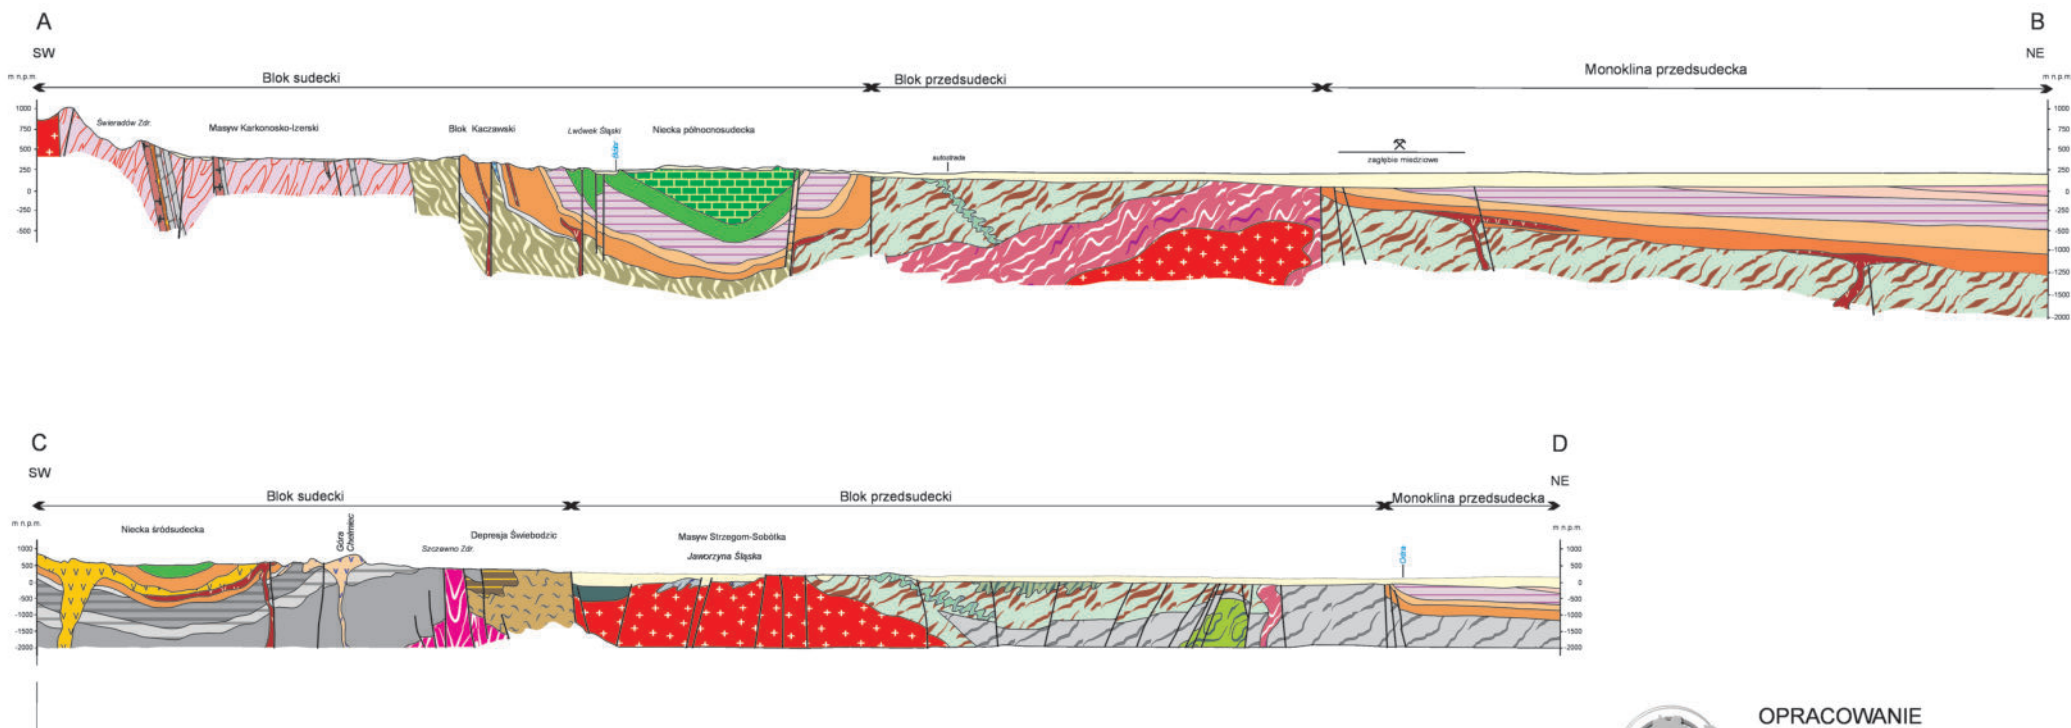 A
B
SW
NE
m n.p.m.
Blok sudecki
Blok przedsudecki
Monoklina przedsudecka
m n.p.m.
1000
750
500
250
0
-250
-500
Świeradów Zdr.
Masyw Karkonosko-Izerski
Blok Kaczawski
Lwówek Śląski
Bóbr
Niecka północnosudecka
autostrada
zagłębie miedziowe
1000
750
500
250
0
-250
-500
-1000
-1250
-1500
-2000
C
D
SW
NE
Blok sudecki
Blok przedsudecki
Monoklina przedsudecka
m n.p.m.
m n.p.m.
Niecka śródsudecka
Góra
Chełmiec
Szczawno Zdr.
Depresja Świebodzic
Masyw Strzegom-Sobótka
Jaworzyna Śląska
Odra
1000
500
0
-500
-1000
-1500
-2000
1000
500
0
-500
-1000
-1500
-2000
OPRACOWANIE